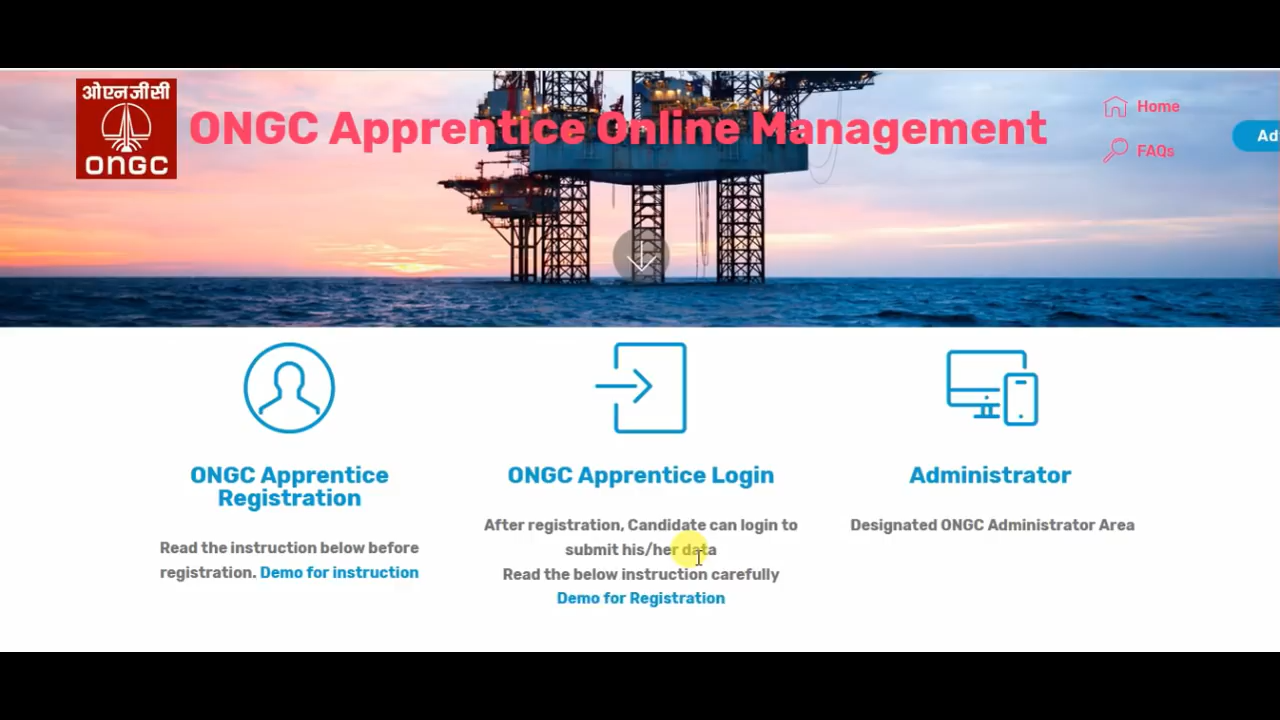 ओएनजीसी
ONGC
ONGC Apprentice Online Management
Home
FAQs
Ad
ONGC Apprentice
Registration
Read the instruction below before
registration. Demo for instruction
ONGC Apprentice Login
After registration, Candidate can login to
submit his/her data
Read the below instruction carefully
Demo for Registration
Administrator
Designated ONGC Administrator Area